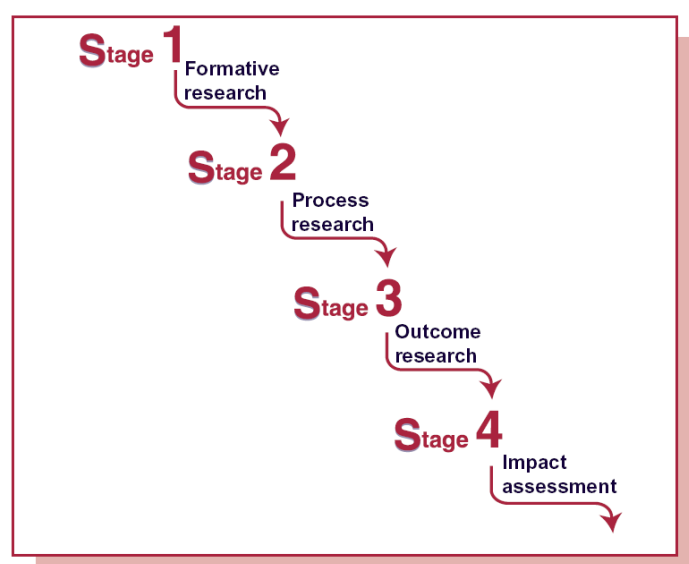 Stage 1
Formative
research
Stage 2
Process
research
Stage 3
Outcome
research
Stage 4
Impact
assessment